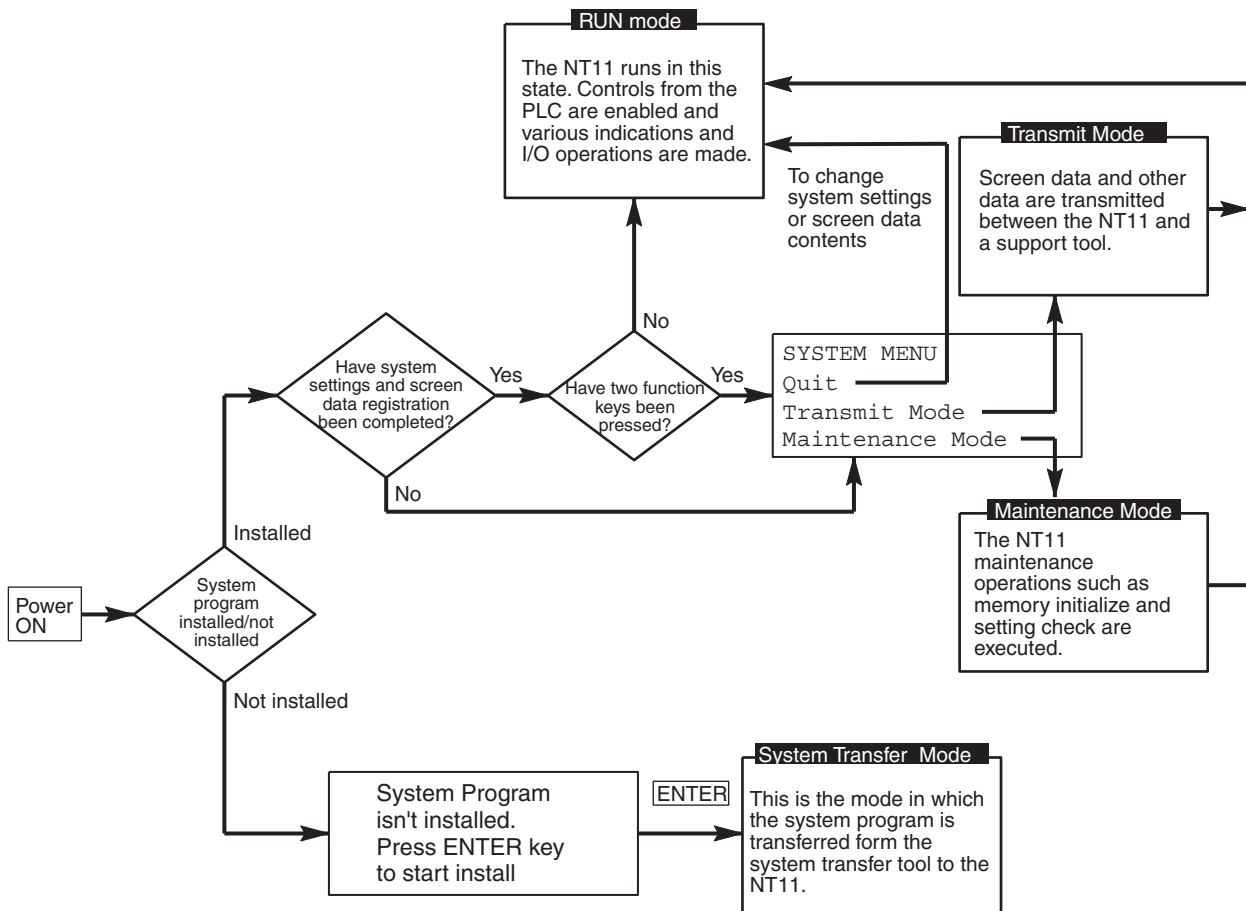 RUN mode
The NT11 runs in this
state. Controls from the
PLC are enabled and
various indications and
I/O operations are made.
Transmit Mode
Screen data and other
data are transmitted
between the NT11 and
a support tool.
To change
system settings
or screen data
contents
No
Have system
settings and screen
data registration
been completed?
Yes
Have two function
keys been
pressed?
Yes
SYSTEM MENU
Quit
Transmit Mode
Maintenance Mode
No
Maintenance Mode
The NT11
maintenance
operations such as
memory initialize and
setting check are
executed.
Installed
Power
ON
System
program
installed/not
installed
Not installed
System Program
isn't installed.
Press ENTER key
to start install
ENTER
System Transfer Mode
This is the mode in which
the system program is
transferred form the
system transfer tool to the
NT11.